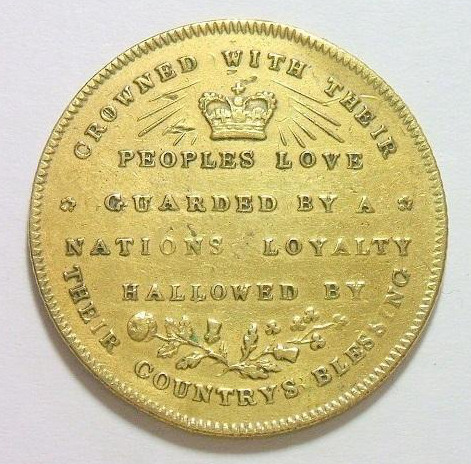 CROWNED WITH THEIR
PEOPLES LOVE
GUARDED BY A
NATIONS LOYALTY
HALLOWED BY
THEIR COUNTRYS BLESSING